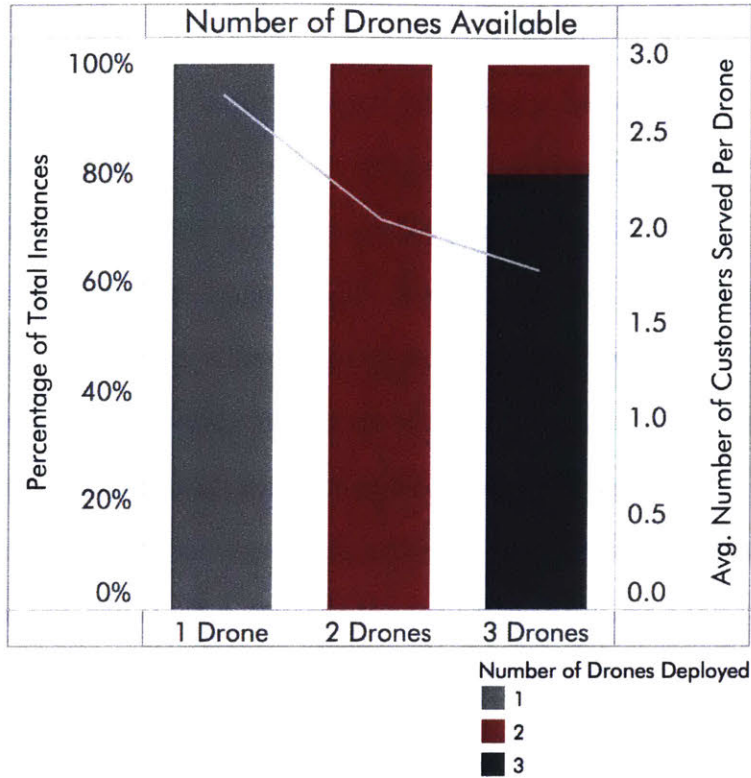 Number of Drones Available
Percentage of Total Instances
100%
80%
60%
40%
20%
0%
3.0
2.5
2.0
1.5
1.0
0.5
0.0
Avg. Number of Customers Served Per Drone
1 Drone
2 Drones
3 Drones
Number of Drones Deployed
1
2
3